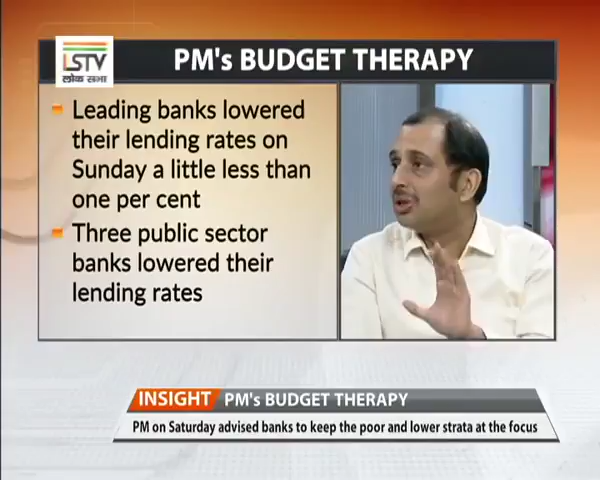 LSTV
लोक सभा
PM's BUDGET THERAPY
Leading banks lowered
their lending rates on
Sunday a little less than
one per cent
Three public sector
banks lowered their
lending rates
INSIGHT PM's BUDGET THERAPY
PM on Saturday advised banks to keep the poor and lower strata at the focus